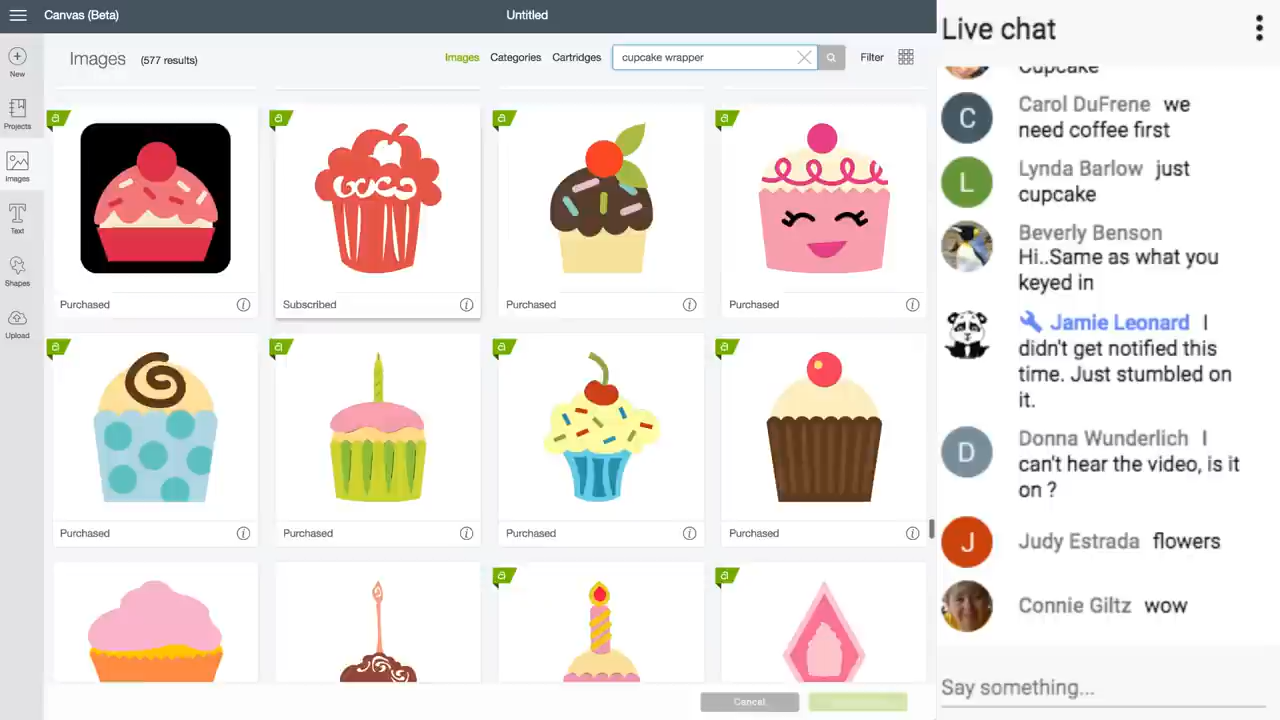 Canvas (Beta)
Untitled
Images (577 results)
Images
Categories
Cartridges
cupcake wrapper
Filter
New
Projects
Images
Text
Shapes
Upload
Purchased
Subscribed
Purchased
Purchased
Purchased
Purchased
Purchased
Purchased
Cancel
Live chat
Cupcake
Carol DuFrene we
need coffee first
Lynda Barlow just
cupcake
Beverly Benson
Hi..Same as what you
keyed in
Jamie Leonard I
didn't get notified this
time. Just stumbled on
it.
Donna Wunderlich I
can't hear the video, is it
on ?
Judy Estrada flowers
Connie Giltz wow
Say something...
C
L
D
J